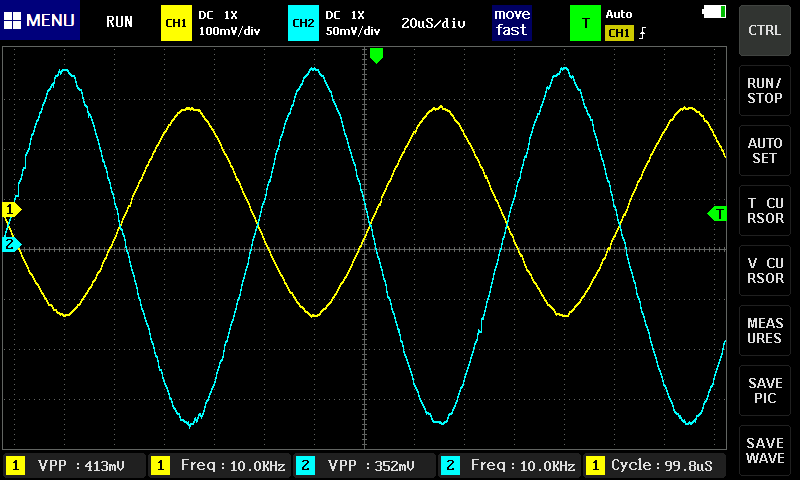 MENU
RUN
CH1
DC 1X
100mV/div
CH2
DC 1X
50mV/div
20uS/div
move
fast
T
Auto
CH1
CTRL
RUN/
STOP
AUTO
SET
T CU
RSOR
V CU
RSOR
MEAS
URES
SAVE
PIC
SAVE
WAVE
1
2
T
1 VPP :413mV
1 Freq:10.0KHz
2 VPP :352mV
2 Freq:10.0KHz
1 Cycle:99.8uS